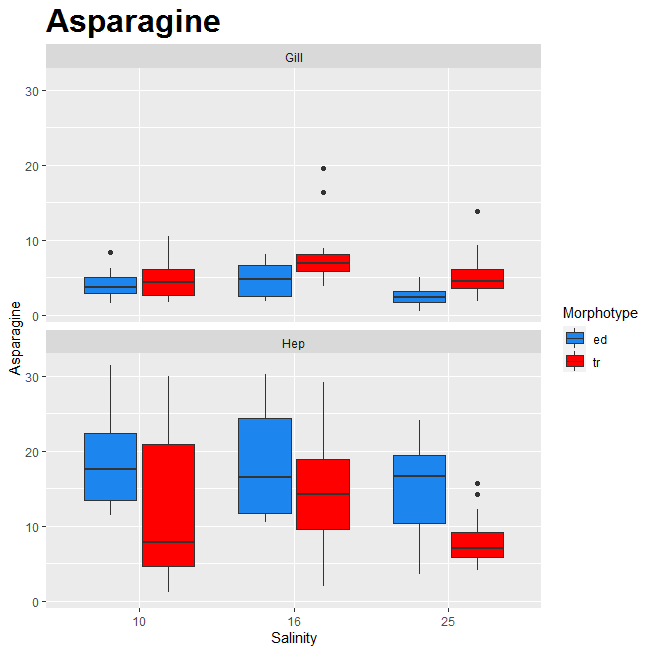 Asparagine
Gill
30
20
10
0
Hep
30
20
10
0
10 16 25
Salinity
Asparagine
Morphotype
ed
tr